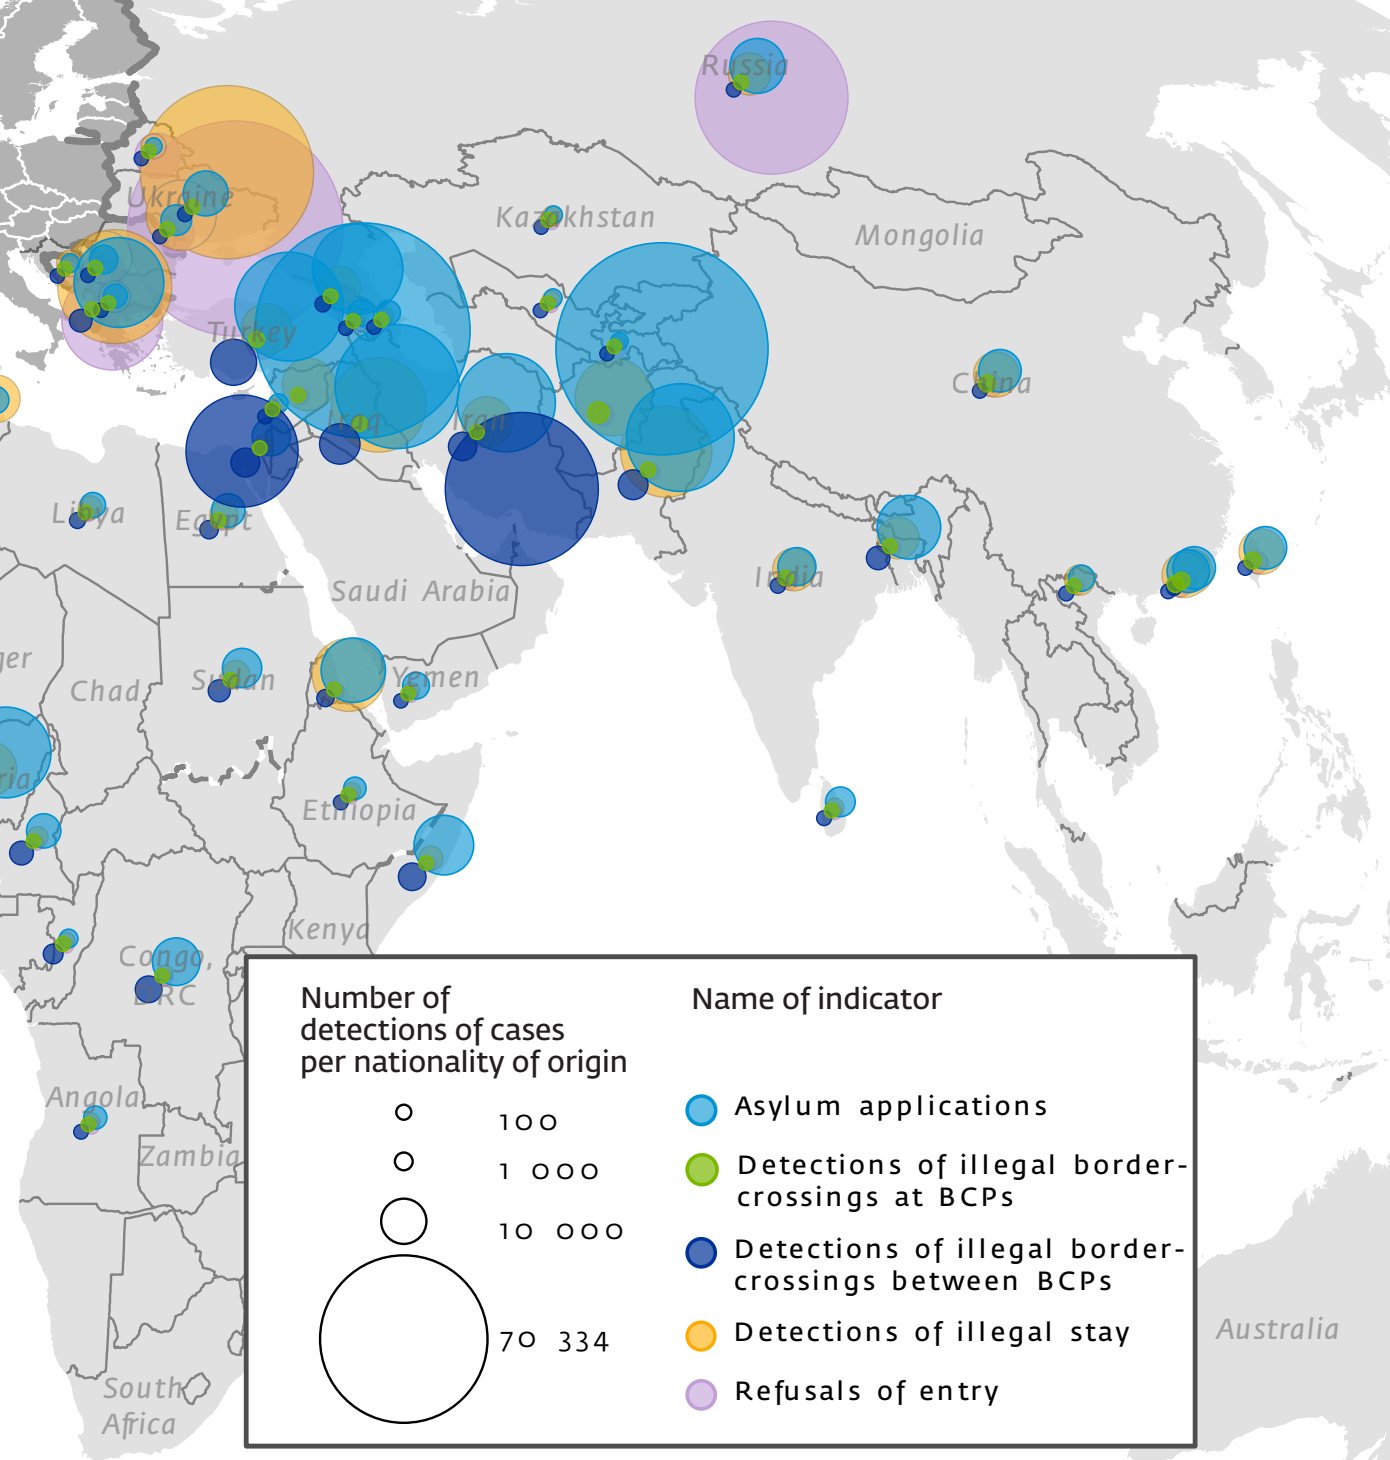 Russia
Ukraine
Kazakhstan
Mongolia
Turkey
China
Iraq
Iran
Libya
Egypt
India
Saudi Arabia
ger
Chad
Sudan
Yemen
ria
Ethiopia
Kenya
Congo,
DRC
Angola
Zambia
South
Africa
Australia
Number of
detections of cases
per nationality of origin
100
1 000
10 000
70 334
Name of indicator
Asylum applications
Detections of illegal border-
crossings at BCPs
Detections of illegal border-
crossings between BCPs
Detections of illegal stay
Refusals of entry